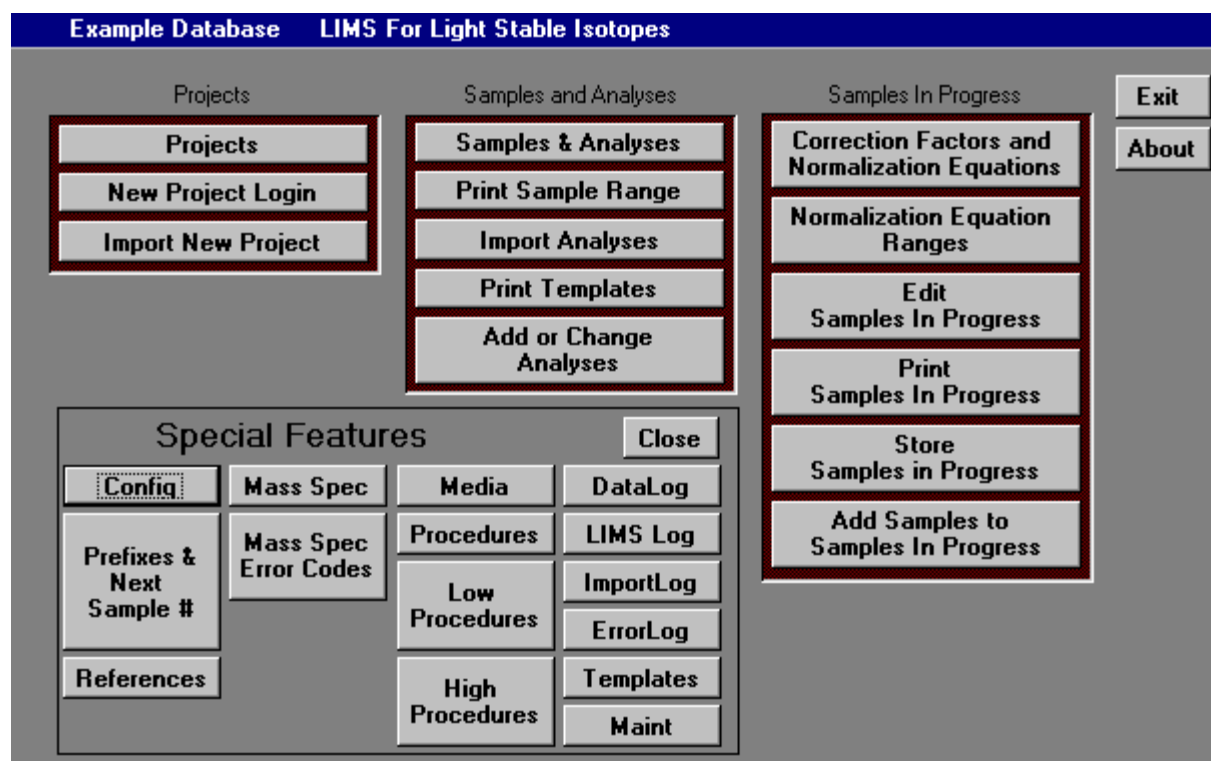 Example Database LIMS For Light Stable Isotopes
Projects
Projects
New Project Login
Import New Project
Samples and Analyses
Samples & Analyses
Print Sample Range
Import Analyses
Print Templates
Add or Change
Analyses
Samples In Progress
Correction Factors and
Normalization Equations
Normalization Equation
Ranges
Edit
Samples In Progress
Print
Samples In Progress
Store
Samples in Progress
Add Samples to
Samples In Progress
Exit
About
Special Features
Close
Config
Prefixes &
Next
Sample #
References
Mass Spec
Mass Spec
Error Codes
Media
Procedures
Low
Procedures
High
Procedures
DataLog
LIMS Log
ImportLog
ErrorLog
Templates
Maint